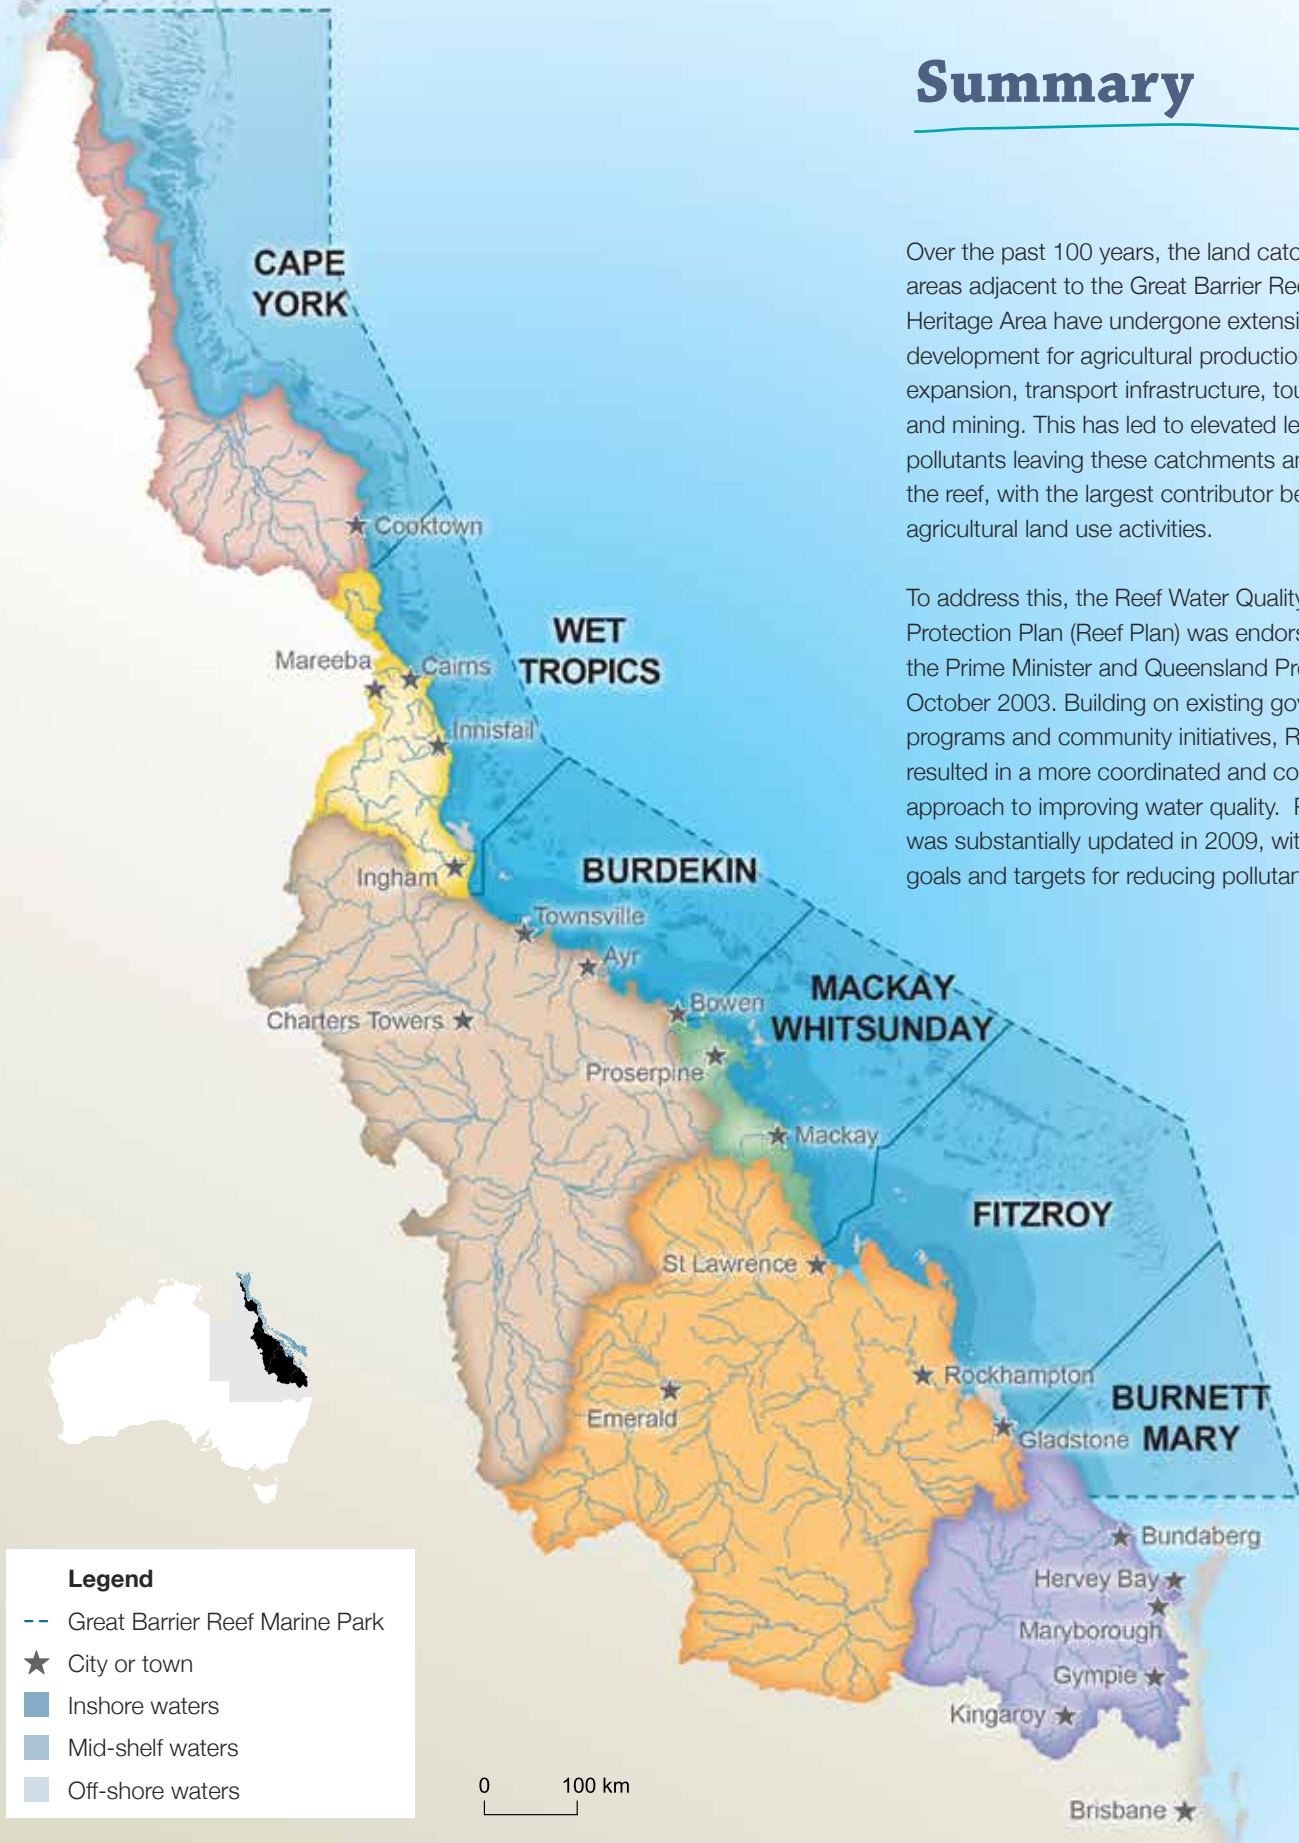 Summary
Over the past 100 years, the land catc
areas adjacent to the Great Barrier Ree
Heritage Area have undergone extensi
development for agricultural production
expansion, transport infrastructure, tou
and mining. This has led to elevated le
pollutants leaving these catchments an
the reef, with the largest contributor be
agricultural land use activities.
To address this, the Reef Water Quality
Protection Plan (Reef Plan) was endors
the Prime Minister and Queensland Pre
October 2003. Building on existing gov
programs and community initiatives, R
resulted in a more coordinated and co
approach to improving water quality. R
was substantially updated in 2009, wit
goals and targets for reducing pollutan
CAPE
YORK
Cooktown
WET
TROPICS
Mareeba
Cairns
Innisfail
BURDEKIN
Ingham
Townsville
Ayr
Charters Towers
Bowen
MACKAY
WHITSUNDAY
Proserpine
Mackay
FITZROY
St Lawrence
Rockhampton
Emerald
BURNETT
MARY
Gladstone
Bundaberg
Hervey Bay
Maryborough
Gympie
Kingaroy
Brisbane
Legend
Great Barrier Reef Marine Park
City or town
Inshore waters
Mid-shelf waters
Off-shore waters
0 100 km